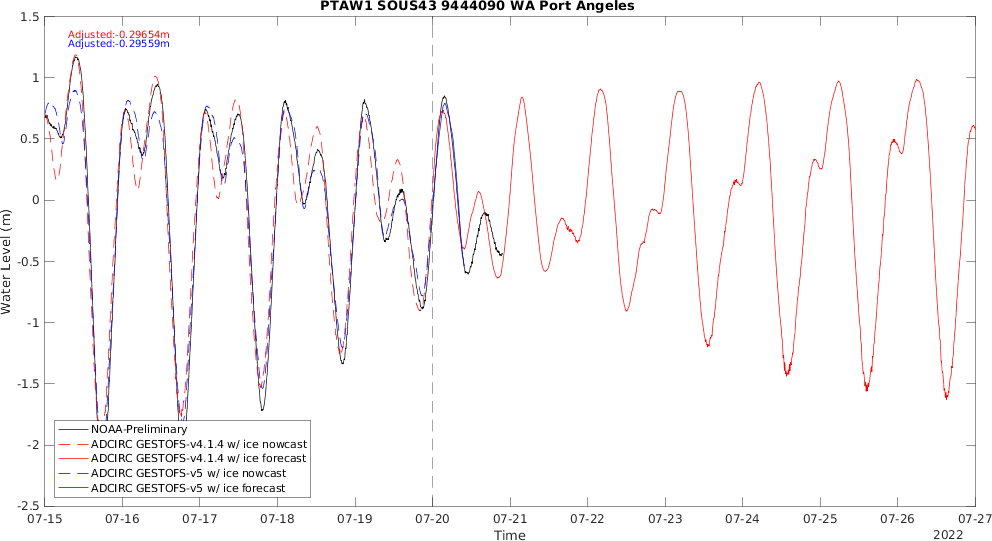 PTAW1 SOUS43 9444090 WA Port Angeles
Adjusted:-0.29654m
Adjusted:-0.29559m
1.5
1
0.5
0
-0.5
-1
-1.5
-2
-2.5
Water Level (m)
NOAA-Preliminary
ADCIRC GESTOFS-v4.1.4 w/ ice nowcast
ADCIRC GESTOFS-v4.1.4 w/ ice forecast
ADCIRC GESTOFS-v5 w/ ice nowcast
ADCIRC GESTOFS-v5 w/ ice forecast
07-15 07-16 07-17 07-18 07-19 07-20 07-21 07-22 07-23 07-24 07-25 07-26 07-27
Time
2022